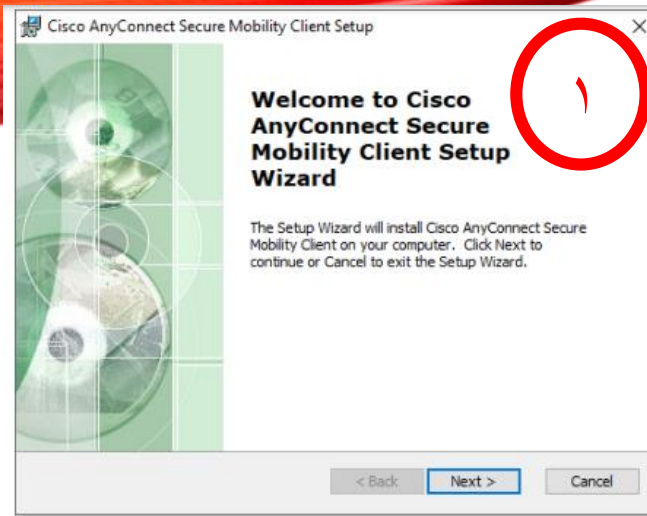 Cisco AnyConnect Secure Mobility Client Setup
۱
Welcome to Cisco
AnyConnect Secure
Mobility Client Setup
Wizard
The Setup Wizard will install Cisco AnyConnect Secure
Mobility Client on your computer. Click Next to
continue or Cancel to exit the Setup Wizard.
< Back Next > Cancel